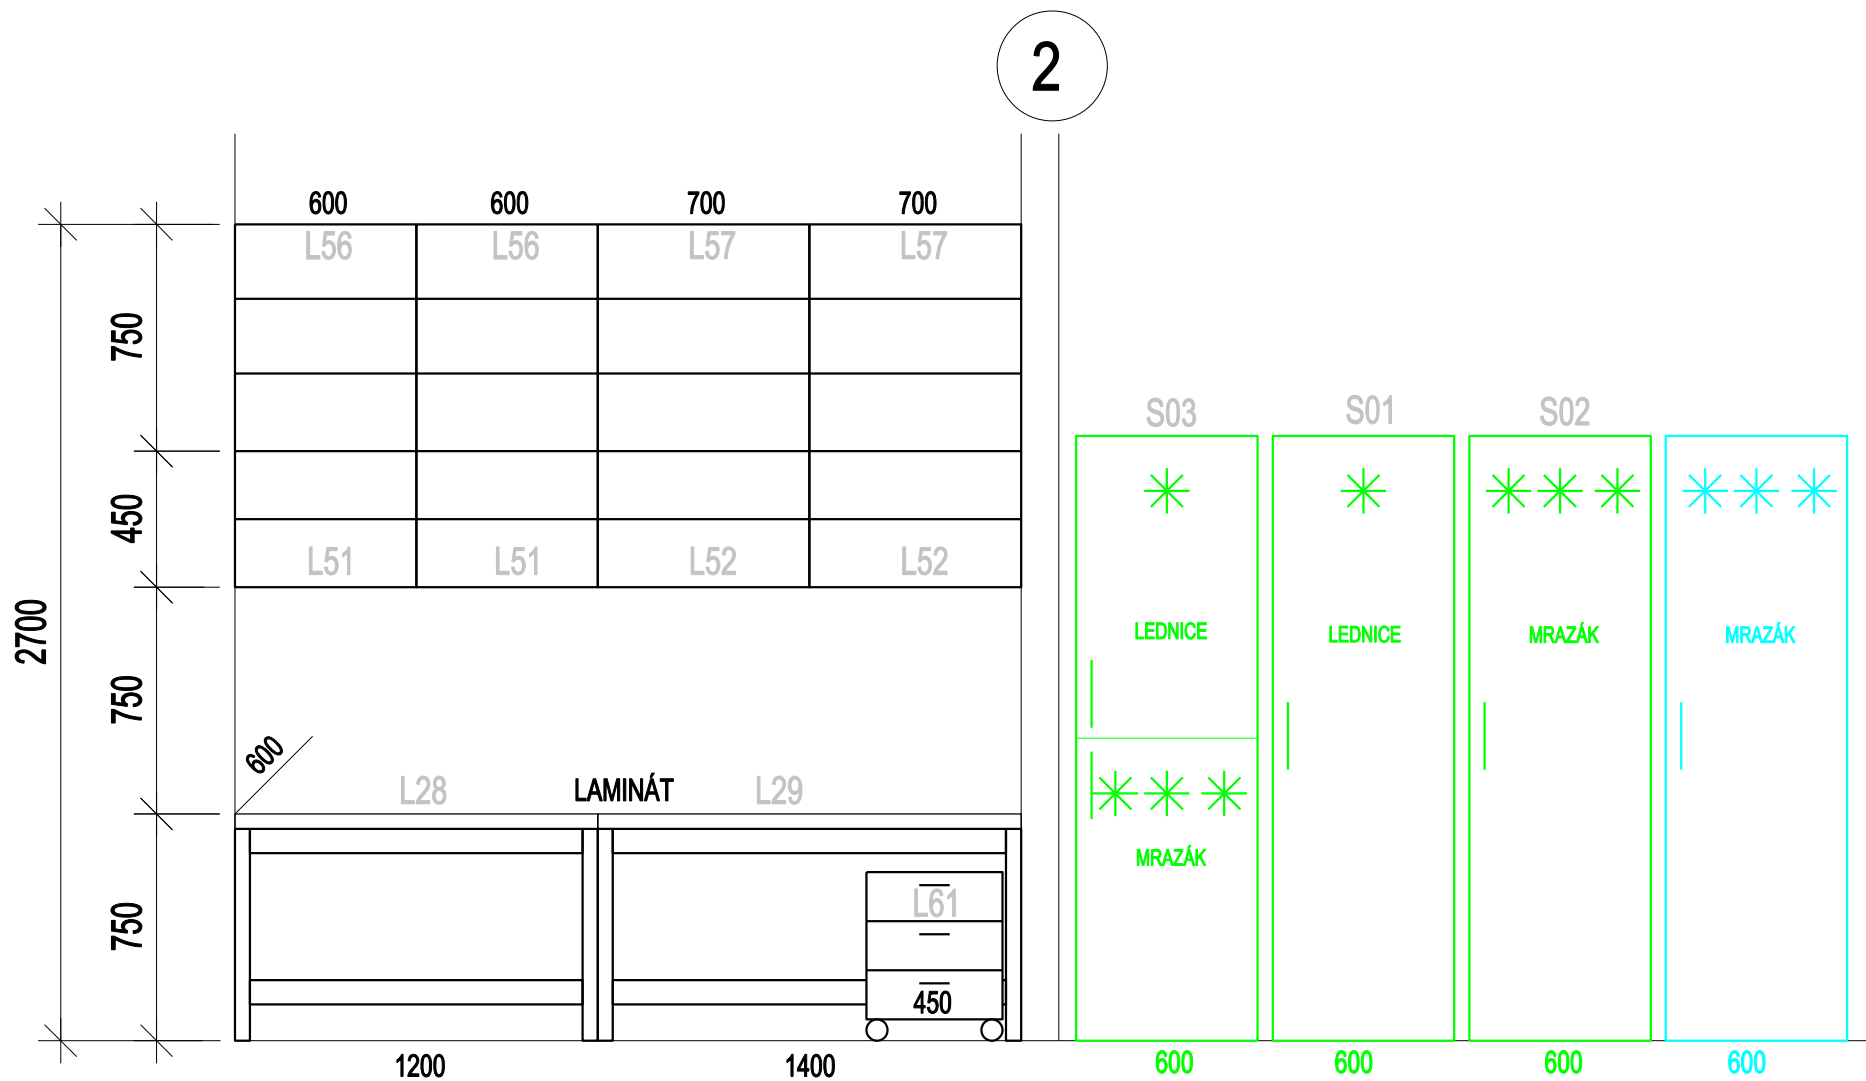 2
600 600 700 700
L56 L56 L57 L57
750
S03 S01 S02
450
L51 L51 L52 L52
2700
LEDNICE LEDNICE MRAZÁK MRAZÁK
750
600
L28 LAMINÁT L29
MRAZÁK
L61
750
450
1200 1400 600 600 600 600